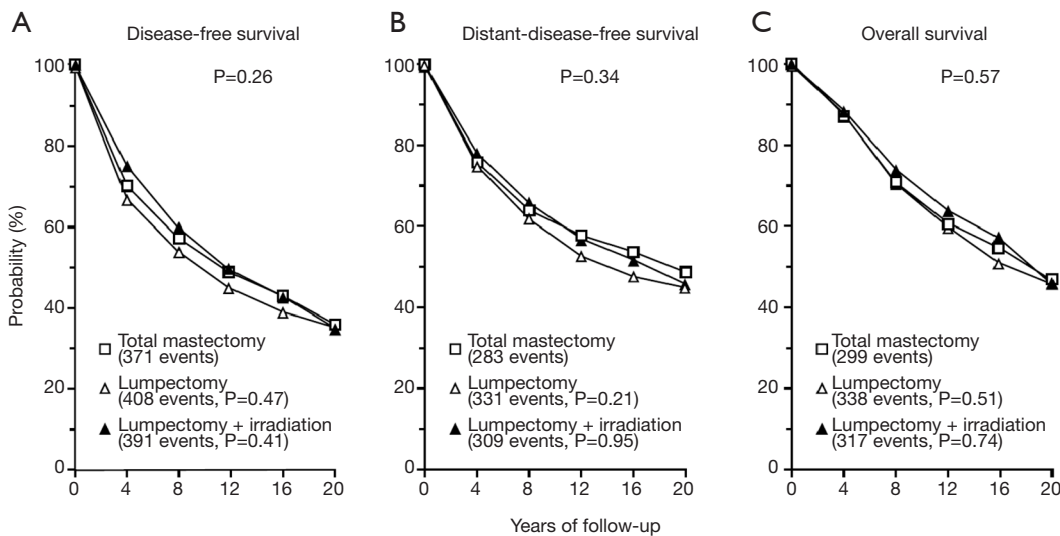 A
Disease-free survival
P=0.26
100
80
60
40
20
0
Probability (%)
Total mastectomy
(371 events)
Lumpectomy
(408 events, P=0.47)
Lumpectomy + irradiation
(391 events, P=0.41)
0 4 8 12 16 20
B
Distant-disease-free survival
P=0.34
100
80
60
40
20
0
Total mastectomy
(283 events)
Lumpectomy
(331 events, P=0.21)
Lumpectomy + irradiation
(309 events, P=0.95)
0 4 8 12 16 20
Years of follow-up
C
Overall survival
P=0.57
100
80
60
40
20
0
Total mastectomy
(299 events)
Lumpectomy
(338 events, P=0.51)
Lumpectomy + irradiation
(317 events, P=0.74)
0 4 8 12 16 20